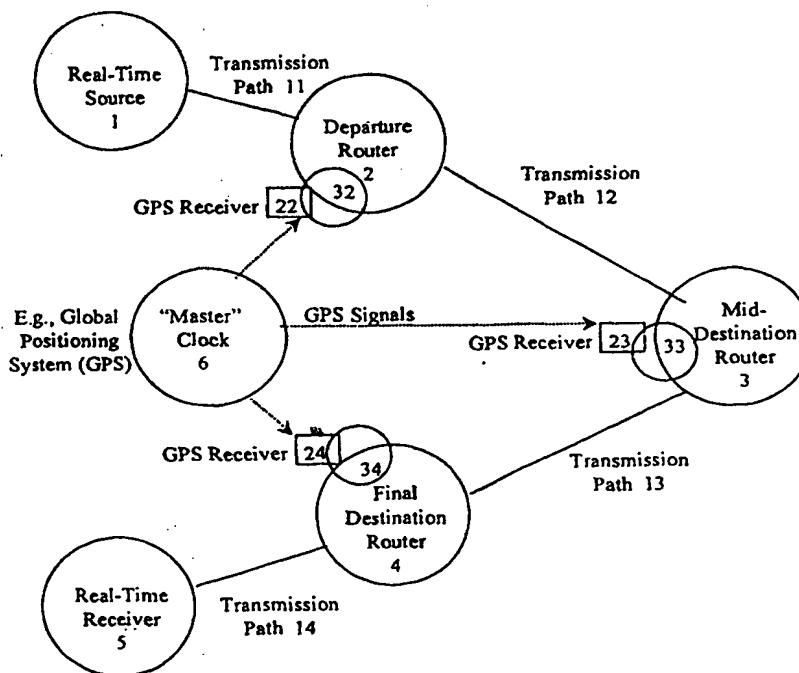 Real-Time
Source
1
Transmission
Path 11
Departure
Router
2
32
22
GPS Receiver
Transmission
Path 12
E.g., Global
Positioning
System (GPS)
"Master"
Clock
6
GPS Signals
GPS Receiver
23
33
Mid-
Destination
Router
3
GPS Receiver
24
34
Final
Destination
Router
4
Transmission
Path 13
Real-Time
Receiver
5
Transmission
Path 14